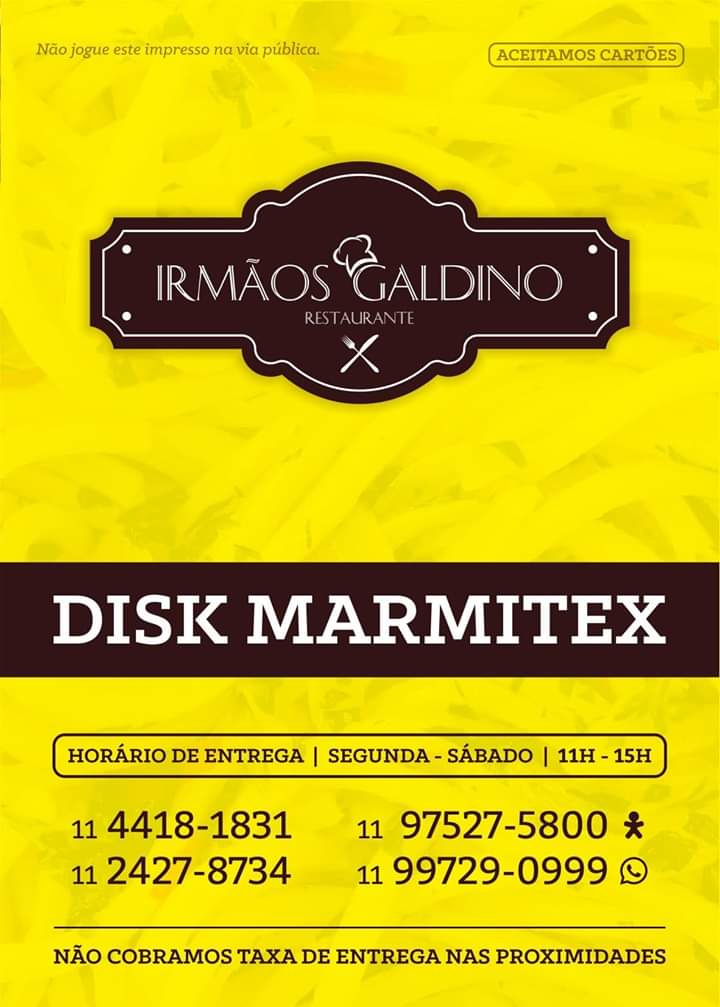 Não jogue este impresso na via pública.
ACEITAMOS CARTÕES
IRMÃOS GALDINO
RESTAURANTE
DISK MARMITEX
HORÁRIO DE ENTREGA | SEGUNDA - SÁBADO | 11H - 15H
11 4418-1831
11 97527-5800
11 2427-8734
11 99729-0999
NÃO COBRAMOS TAXA DE ENTREGA NAS PROXIMIDADES